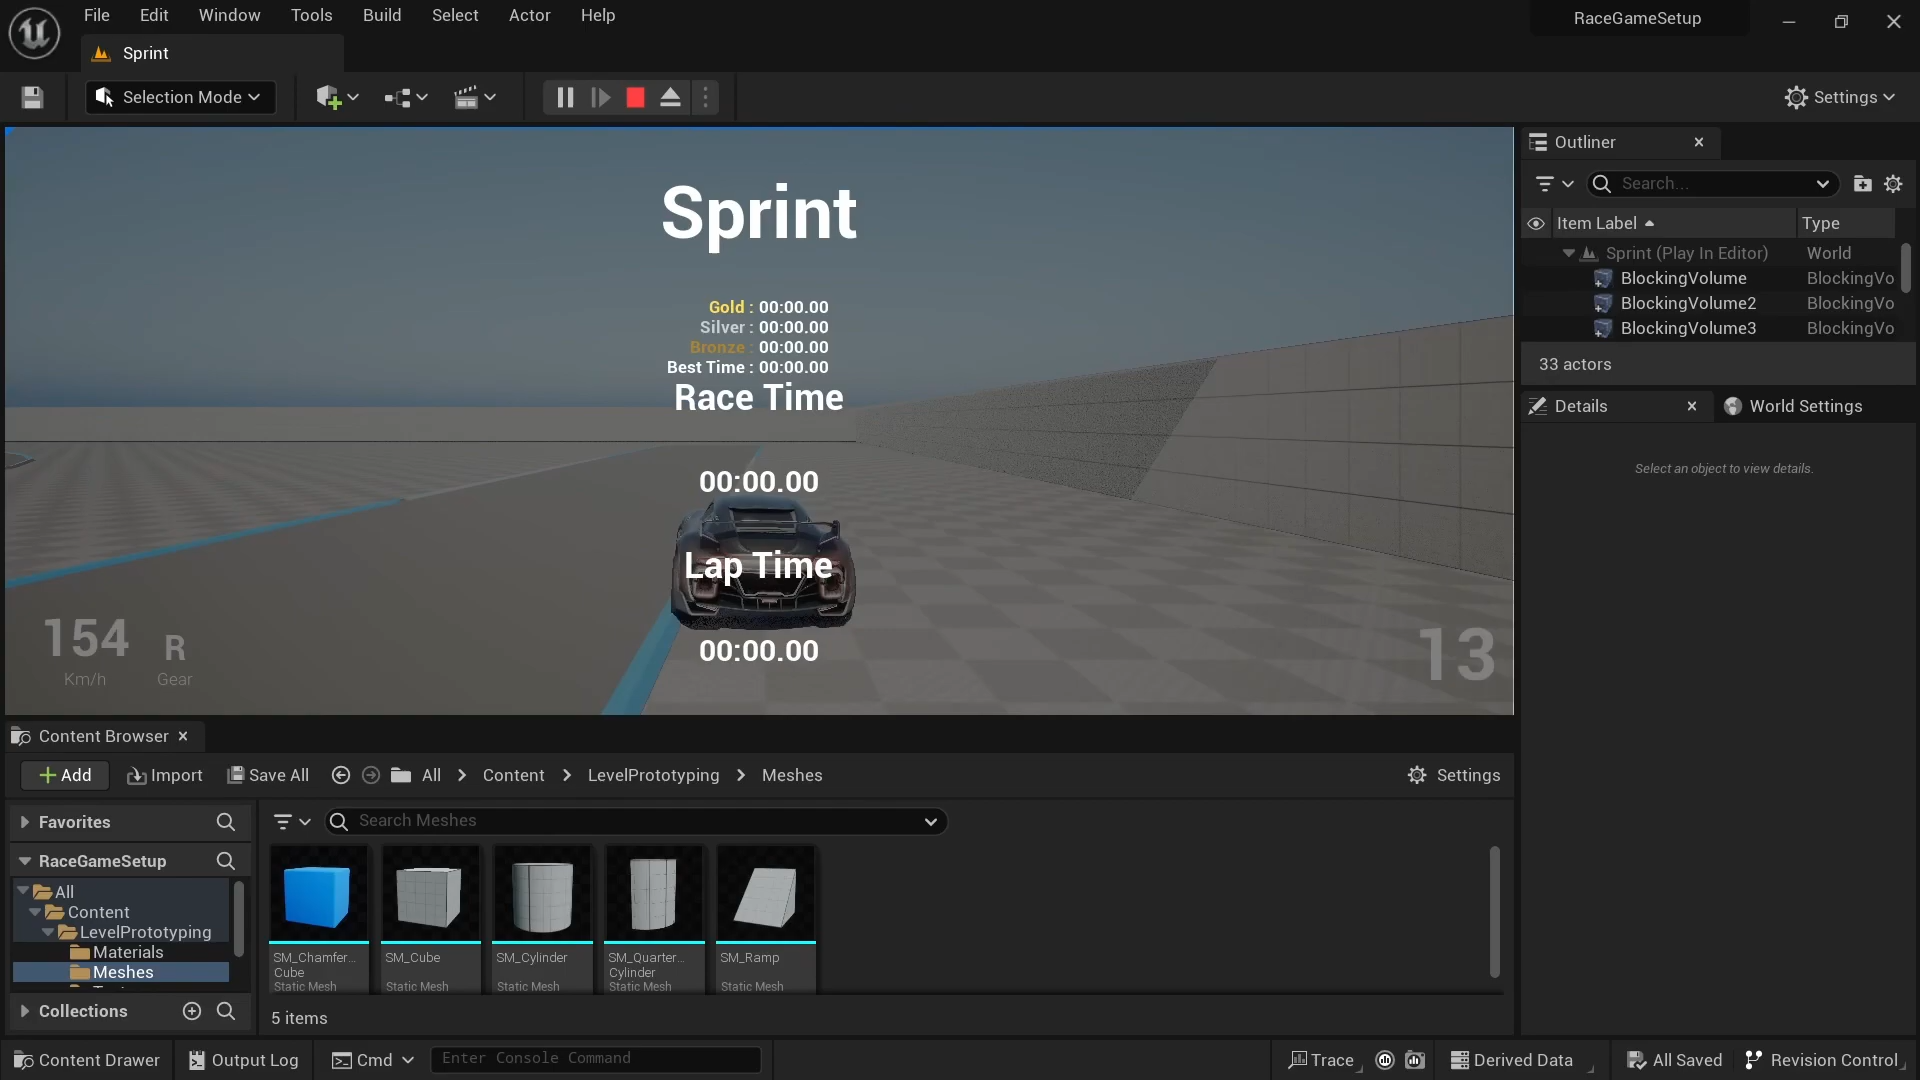 File Edit Window Tools Build Select Actor Help
RaceGameSetup
Sprint
Selection Mode
Settings
Sprint
Gold : 00:00.00
Silver : 00:00.00
Bronze : 00:00.00
Best Time : 00:00.00
Race Time
00:00.00
Lap Time
00:00.00
154
Km/h
R
Gear
13
Outliner
Search...
Item Label
Type
Sprint (Play In Editor) World
BlockingVolume BlockingVo
BlockingVolume2 BlockingVo
BlockingVolume3 BlockingVo
33 actors
Details
World Settings
Select an object to view details.
Content Browser
Add
Import
Save All
All
Content
LevelPrototyping
Meshes
Settings
Favorites
RaceGameSetup
All
Content
LevelPrototyping
Materials
Meshes
Collections
Search Meshes
SM_Chamfer...
Cube
Static Mesh
SM_Cube
Static Mesh
SM_Cylinder
Static Mesh
SM_Quarter...
Cylinder
Static Mesh
SM_Ramp
Static Mesh
5 items
Content Drawer
Output Log
Cmd
Enter Console Command
Trace
Derived Data
All Saved
Revision Control